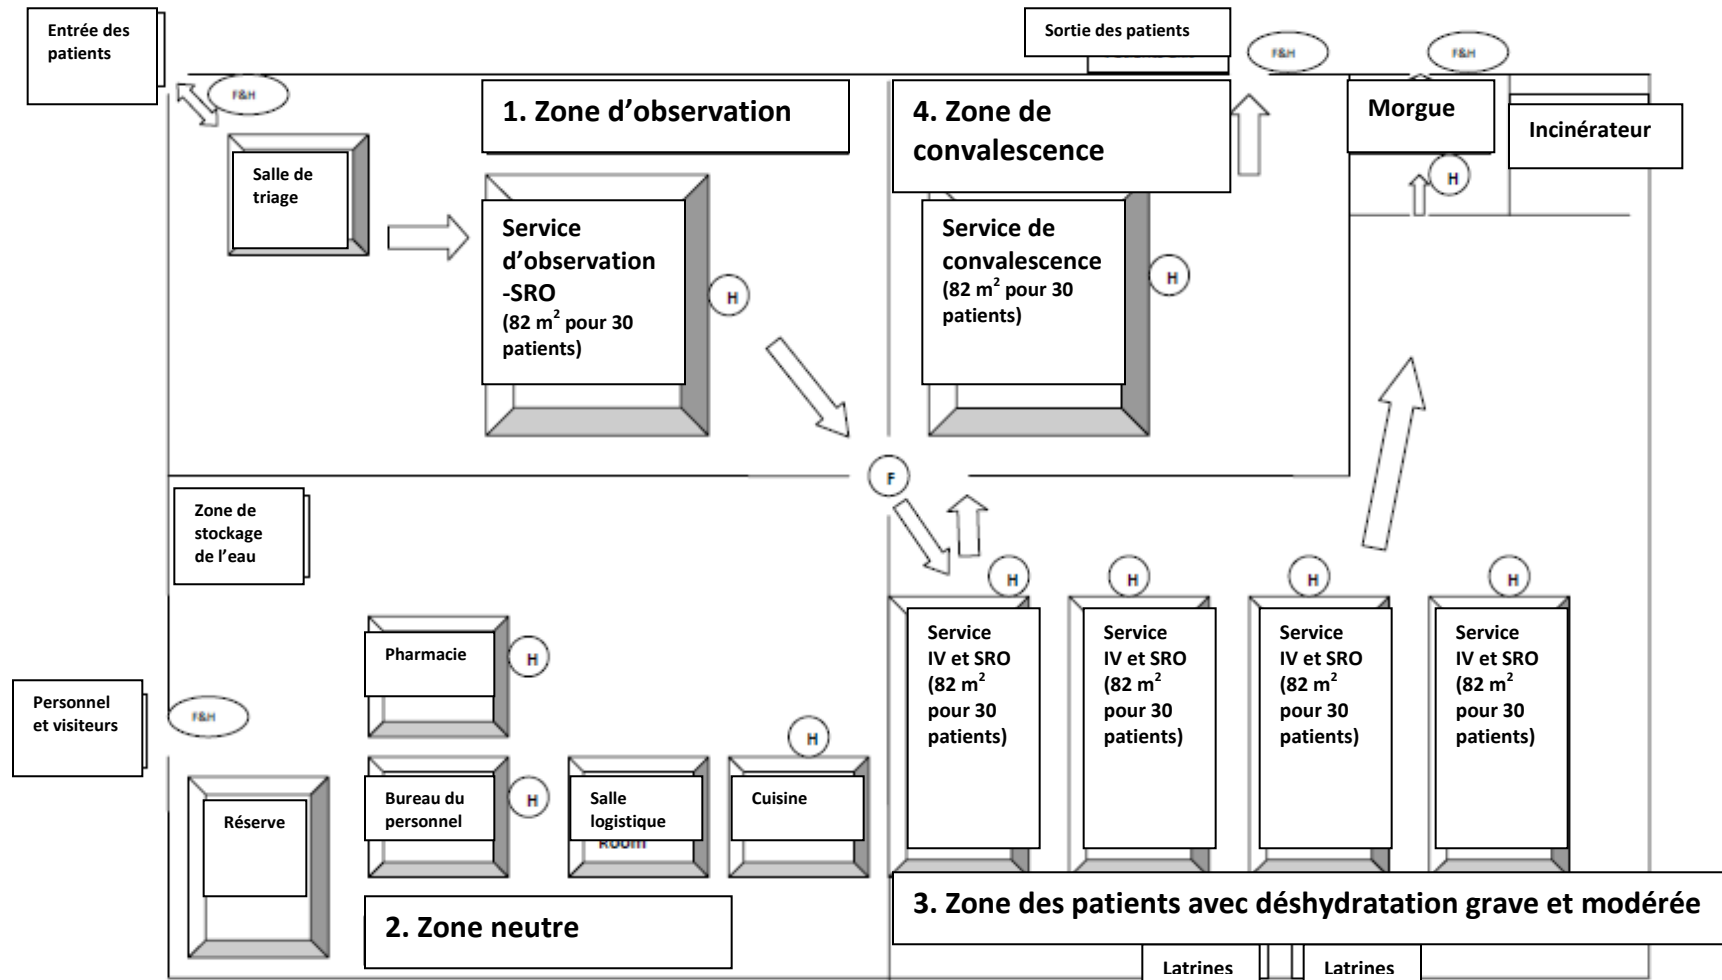 Entrée des
patients
Sortie des patients
F&H
F&H
F&H
1. Zone d’observation
4. Zone de
convalescence
Morgue
Incinérateur
Salle de
triage
H
Service
d’observation
-SRO
(82 m² pour 30
patients)
H
Service de
convalescence
(82 m² pour 30
patients)
H
F
Zone de
stockage
de l’eau
H
H
H
H
Service
IV et SRO
(82 m²
pour 30
patients)
Service
IV et SRO
(82 m²
pour 30
patients)
Service
IV et SRO
(82 m²
pour 30
patients)
Service
IV et SRO
(82 m²
pour 30
patients)
Pharmacie
H
Personnel
et visiteurs
F&H
H
Réserve
Bureau du
personnel
H
Salle
logistique
Room
Cuisine
2. Zone neutre
3. Zone des patients avec déshydratation grave et modérée
Latrines
Latrines